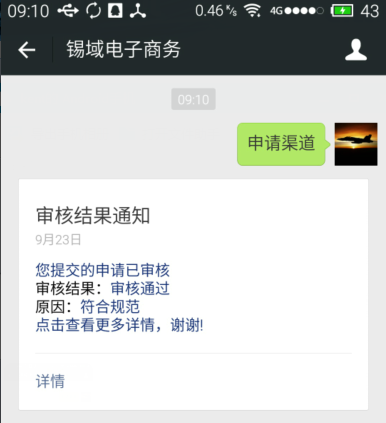 09:10 0.46 K/s 4G 43
锡域电子商务
09:10
申请渠道
审核结果通知
9月23日
您提交的申请已审核
审核结果：审核通过
原因：符合规范
点击查看更多详情，谢谢!
详情